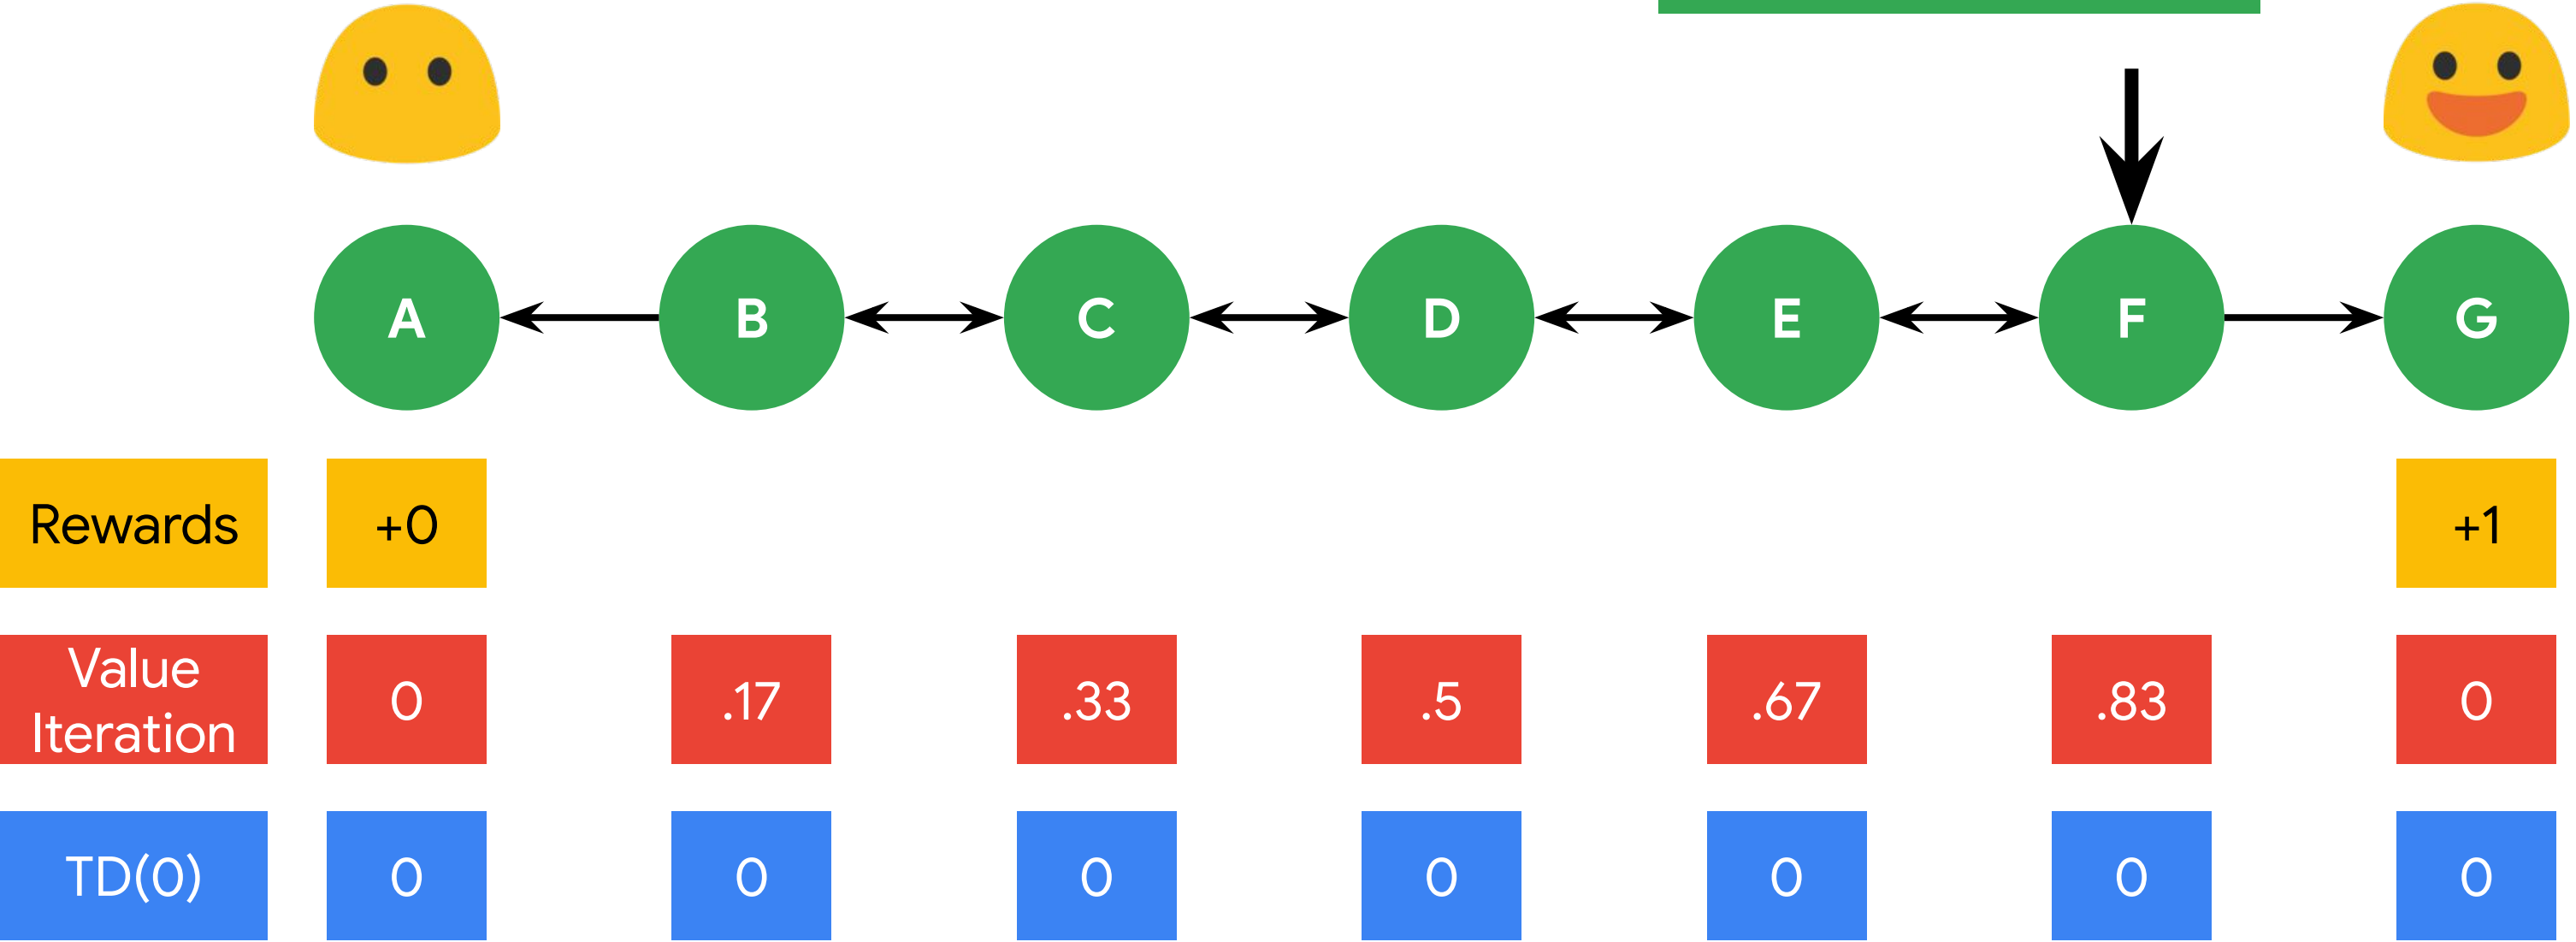 A B C D E F G
Rewards +0 +1
Value
Iteration 0 .17 .33 .5 .67 .83 0
TD(0) 0 0 0 0 0 0 0